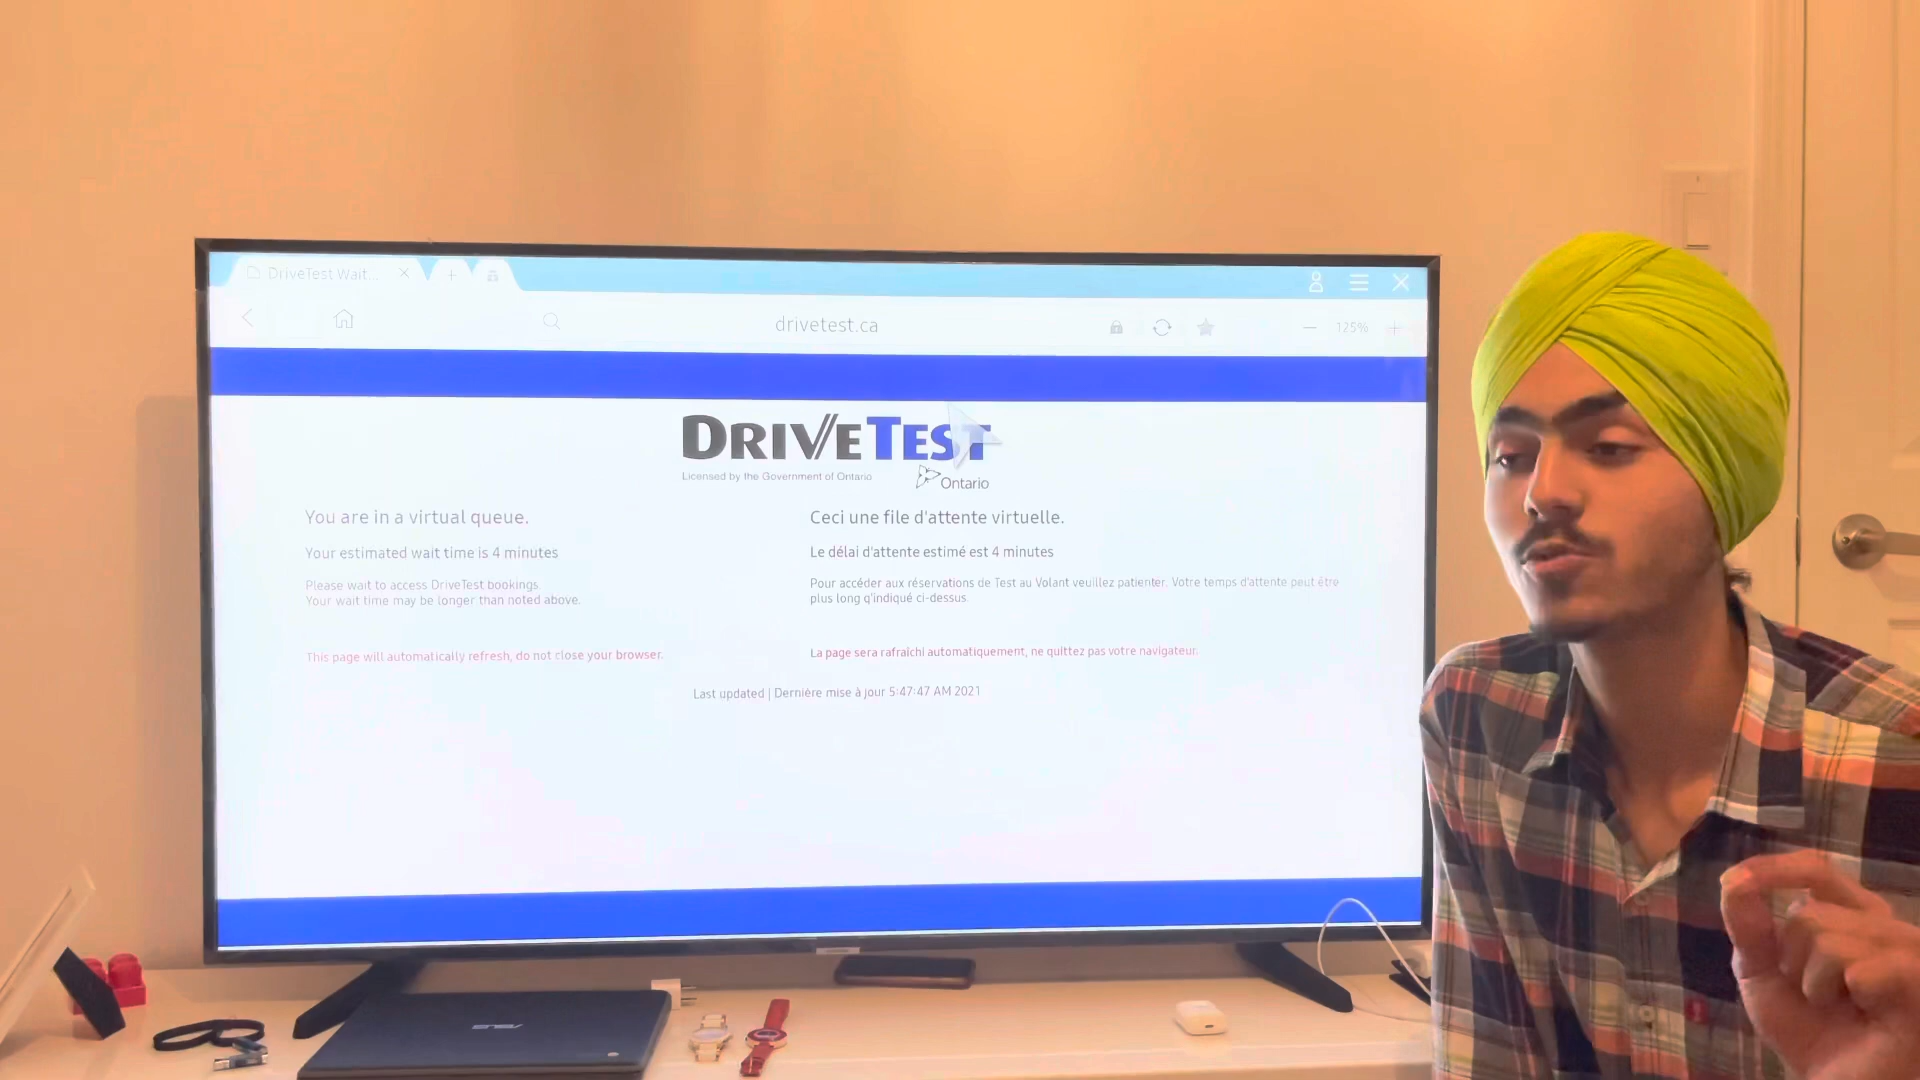 DriveTest Wait...
drivetest.ca
125%
DRIVETEST
Licensed by the Government of Ontario
Ontario
You are in a virtual queue.
Your estimated wait time is 4 minutes
Please wait to access DriveTest bookings.
Your wait time may be longer than noted above.
This page will automatically refresh, do not close your browser.
Ceci une file d'attente virtuelle.
Le délai d'attente estimé est 4 minutes
Pour accéder aux réservations de Test au Volant veuillez patienter. Votre temps d'attente peut être
plus long q'indiqué ci-dessus.
La page sera rafraîchi automatiquement, ne quittez pas votre navigateur.
Last updated | Dernière mise à jour 5:47:47 AM 2021
ASUS